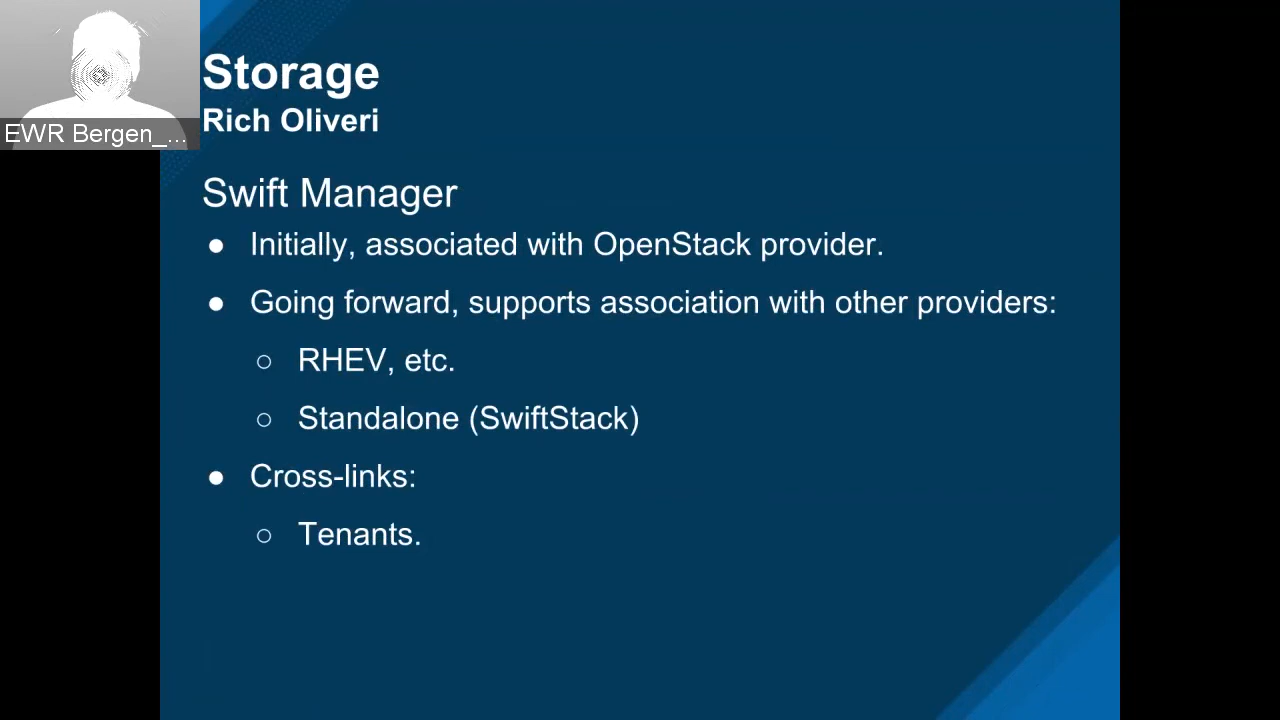 Storage
Rich Oliveri
EWR Bergen_...
Swift Manager
● Initially, associated with OpenStack provider.
● Going forward, supports association with other providers:
○ RHEV, etc.
○ Standalone (SwiftStack)
● Cross-links:
○ Tenants.